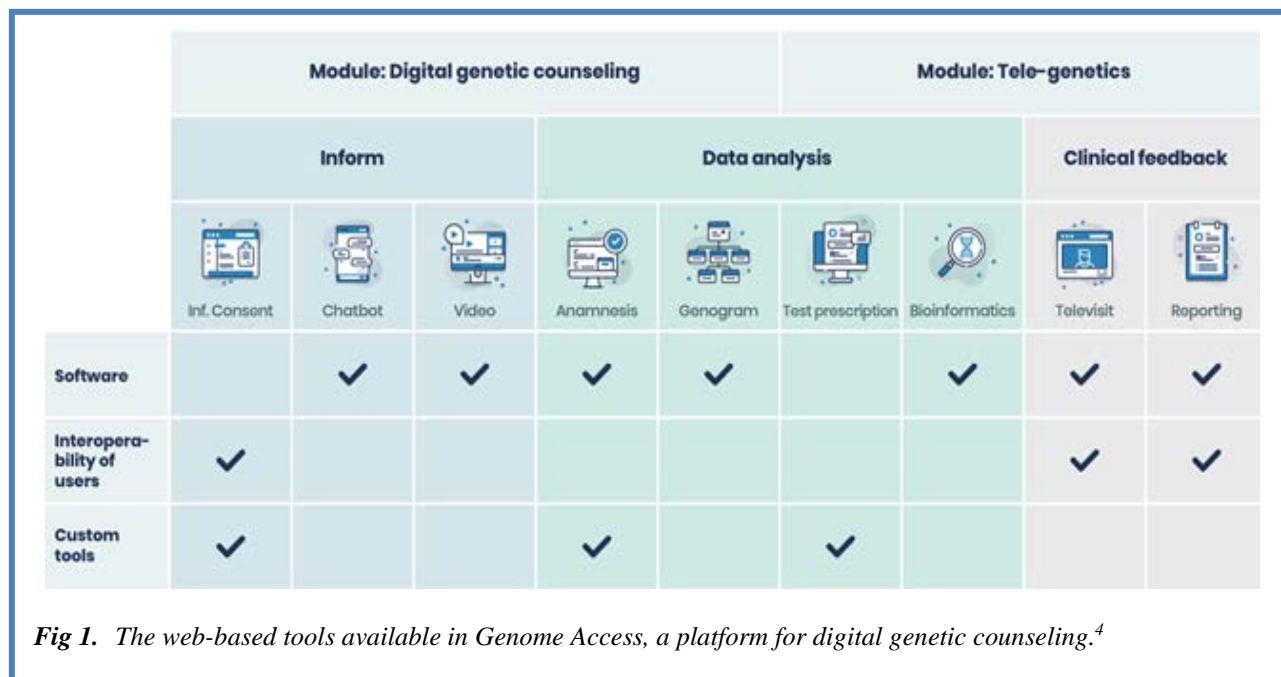 Module: Digital genetic counseling
Module: Tele-genetics
Inform
Data analysis
Clinical feedback
Inf. Consent
Chatbot
Video
Anamnesis
Genogram
Test prescription
Bioinformatics
Televisit
Reporting
Software
Interopera-
bility of
users
Custom
tools
Fig 1. The web-based tools available in Genome Access, a platform for digital genetic counseling.4